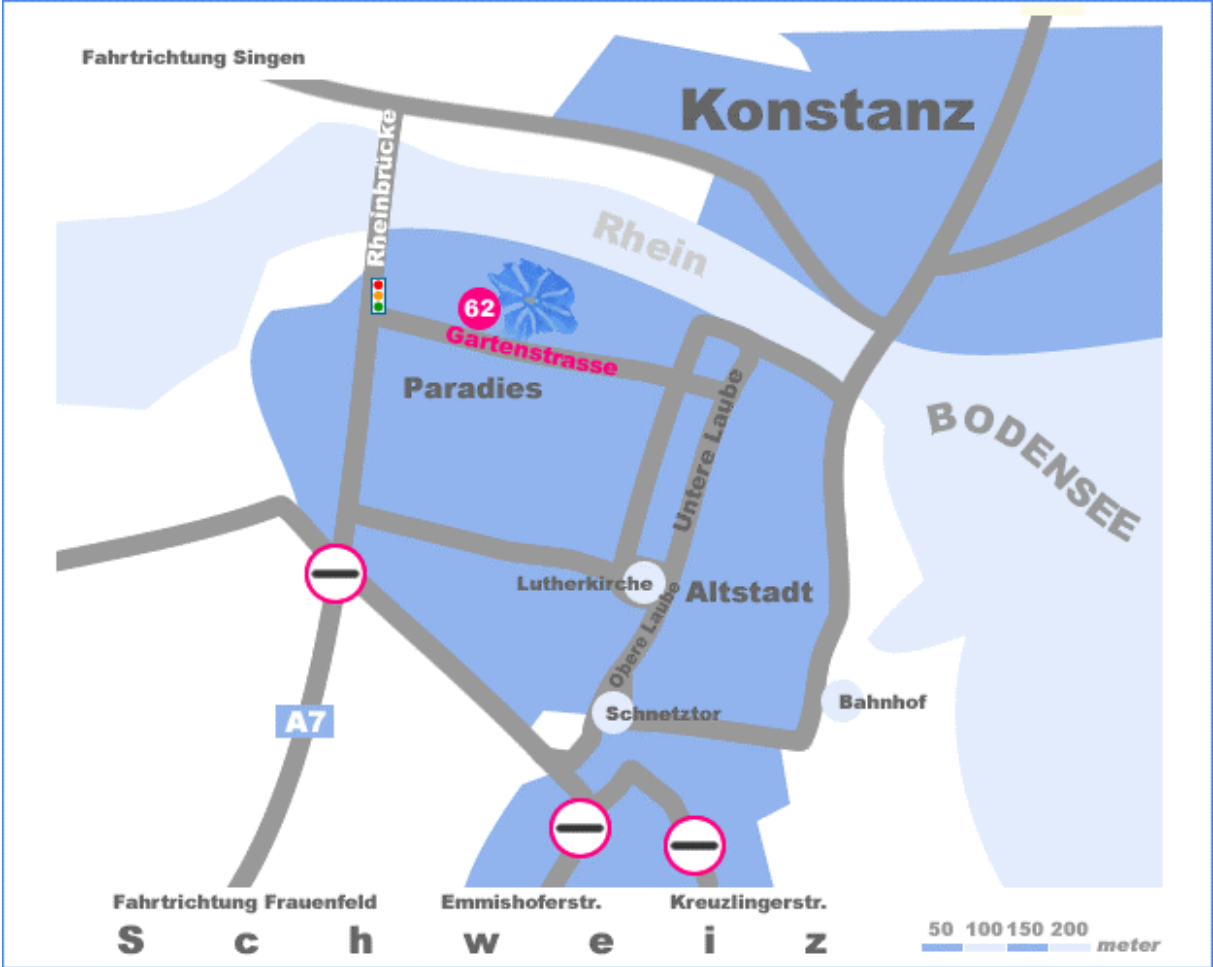 Fahrtrichtung Singen
Konstanz
Rheinbrücke
Rhein
62
Gartenstrasse
Paradies
Untere Laube
BODENSEE
Lutherkirche
Altstadt
Obere Laube
Bahnhof
Schnetztor
A7
Fahrtrichtung Frauenfeld
Emmishoferstr.
Kreuzlingerstr.
S c h w e i z
50 100 150 200
meter